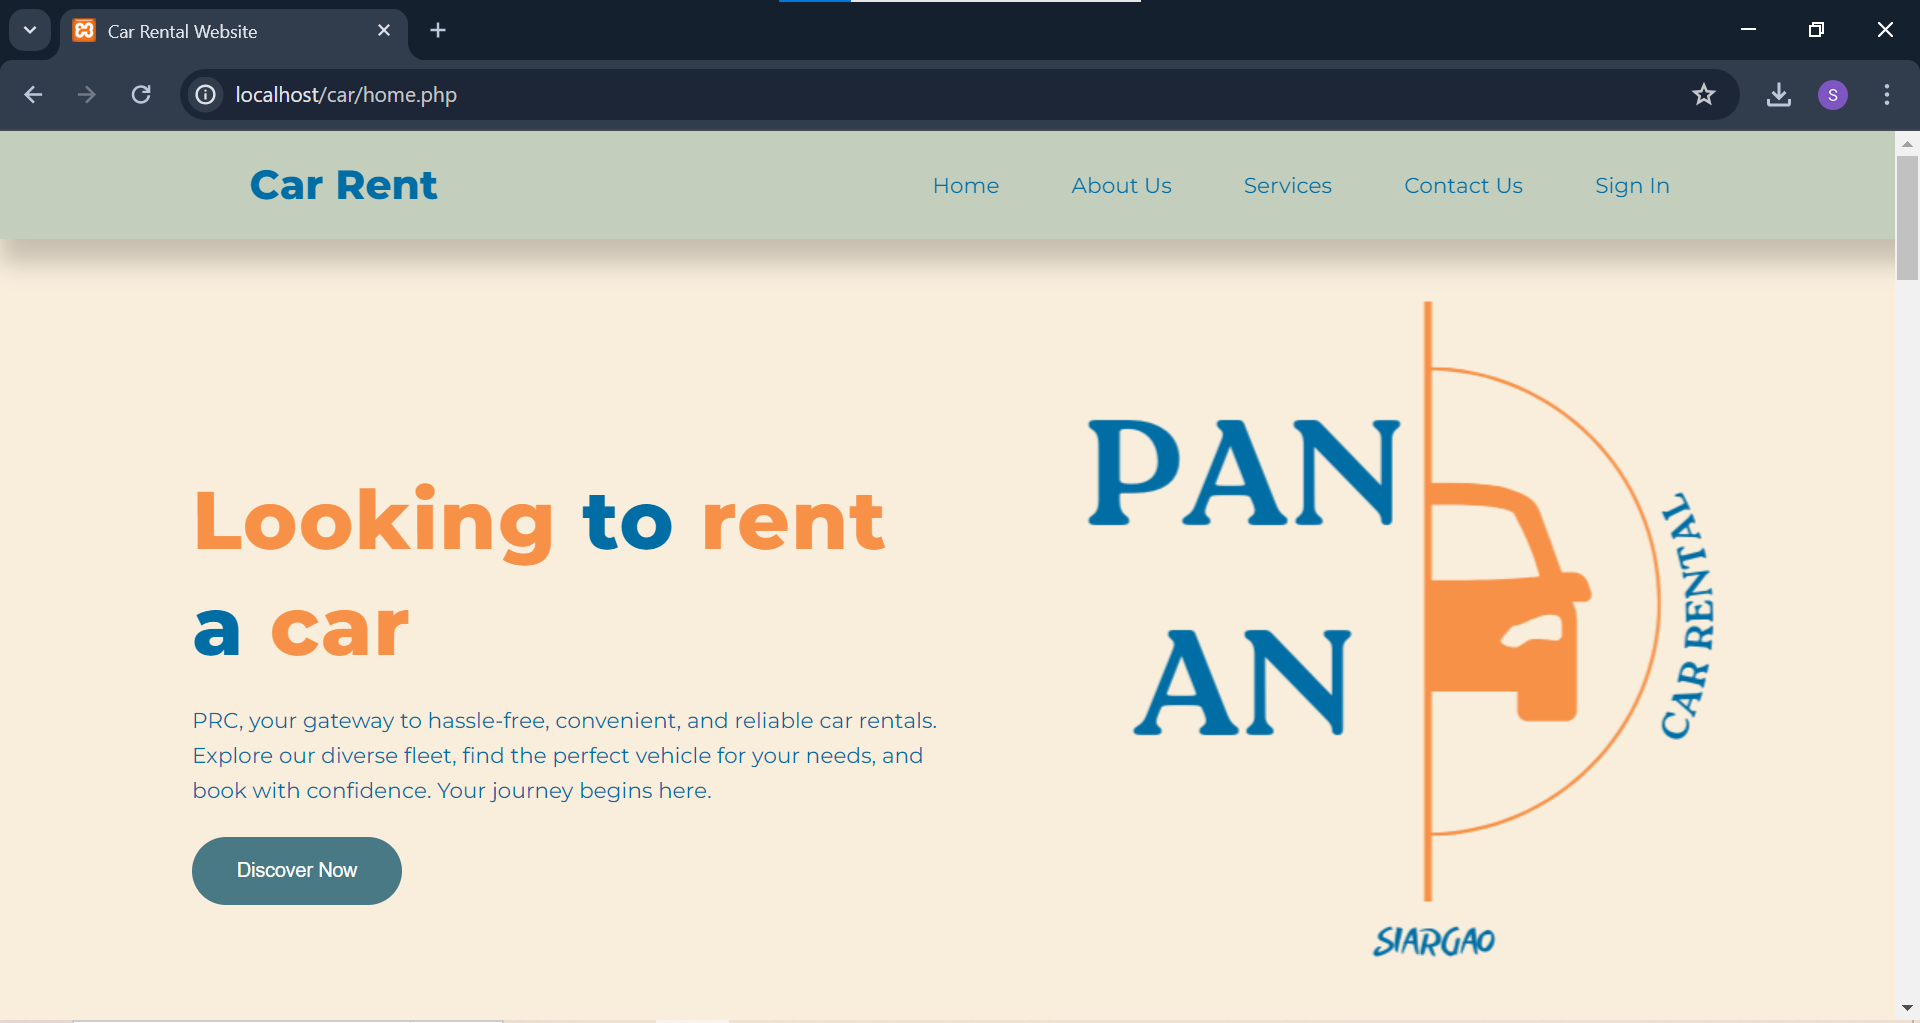 Car Rental Website
localhost/car/home.php
S
Car Rent
Home
About Us
Services
Contact Us
Sign In
Looking to rent
a car
PRC, your gateway to hassle-free, convenient, and reliable car rentals.
Explore our diverse fleet, find the perfect vehicle for your needs, and
book with confidence. Your journey begins here.
Discover Now
PAN
AN
CAR RENTAL
SIARGAO